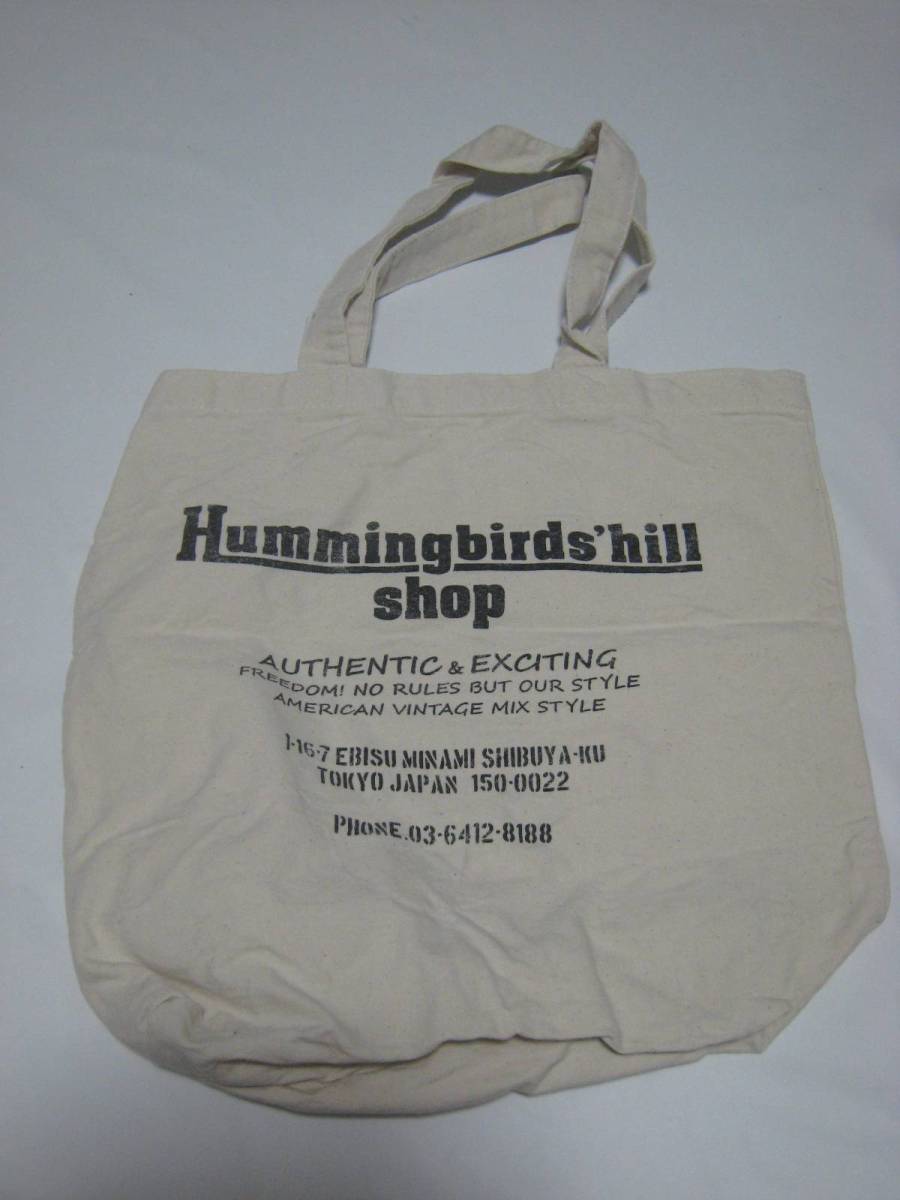 Hummingbirds'hill
shop
AUTHENTIC & EXCITING
FREEDOM! NO RULES BUT OUR STYLE
AMERICAN VINTAGE MIX STYLE
1-16-7 EBISU MINAMI SHIBUYA-KU
TOKYO JAPAN 150-0022
PHONE.03-6412-8188